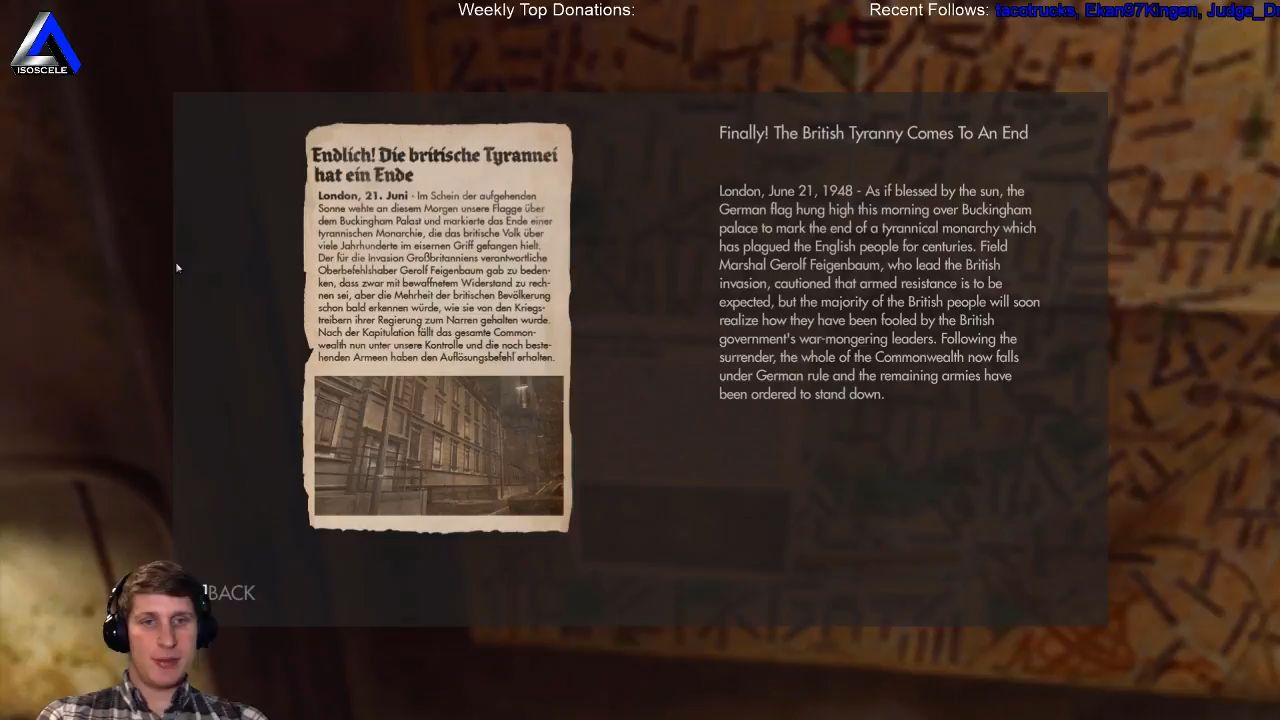 Weekly Top Donations:
Recent Follows: tacotrucks, Ekan97Kingen, Judge_D
ISOSCELE
Endlich! Die britische Tyrannei
hat ein Ende
London, 21. Juni - Im Schein der aufgehenden
Sonne wehte an diesem Morgen unsere Flagge über
dem Buckingham Palast und markierte das Ende einer
tyrannischen Monarchie, die das britische Volk über
viele Jahrhunderte im eisernen Griff gefangen hielt.
Der für die Invasion Großbritanniens verantwortliche
Oberbefehlshaber Gerolf Feigenbaum gab zu beden-
ken, dass zwar mit bewaffnetem Widerstand zu rech-
nen sei, aber die Mehrheit der britischen Bevölkerung
schon bald erkennen würde, wie sie von den Kriegs-
treibern ihrer Regierung zum Narren gehalten wurde.
Nach der Kapitulation fällt das gesamte Common-
wealth nun unter unsere Kontrolle und die noch beste-
henden Armeen haben den Auflösungsbefehl erhalten.
Finally! The British Tyranny Comes To An End
London, June 21, 1948 - As if blessed by the sun, the
German flag hung high this morning over Buckingham
palace to mark the end of a tyrannical monarchy which
has plagued the English people for centuries. Field
Marshal Gerolf Feigenbaum, who lead the British
invasion, cautioned that armed resistance is to be
expected, but the majority of the British people will soon
realize how they have been fooled by the British
government's war-mongering leaders. Following the
surrender, the whole of the Commonwealth now falls
under German rule and the remaining armies have
been ordered to stand down.
BACK